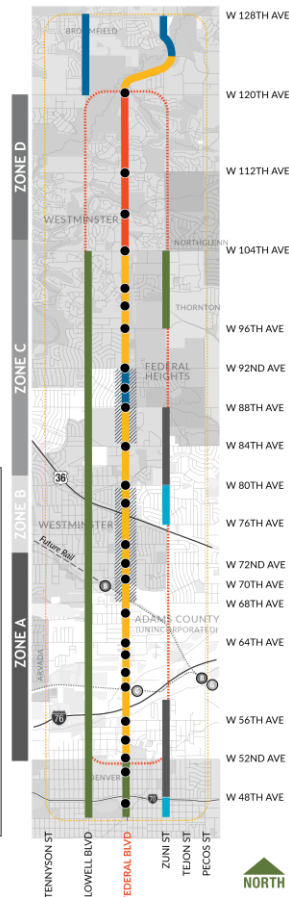 W 128TH AVE
BROOMFIELD
W 120TH AVE
ZONE D
W 112TH AVE
WESTMINSTER
NORTHGLENN
W 104TH AVE
THORNTON
W 96TH AVE
ZONE C
FEDERAL
HEIGHTS
W 92ND AVE
W 88TH AVE
W 84TH AVE
36
W 80TH AVE
ZONE B
WESTMINSTER
W 76TH AVE
Future Rail
W 72ND AVE
W 70TH AVE
W 68TH AVE
ADAMS COUNTY
(UNINCORPORATED)
ZONE A
W 64TH AVE
ARVADA
76
W 56TH AVE
W 52ND AVE
DENVER
70
W 48TH AVE
TENNYSON ST
LOWELL BLVD
FEDERAL BLVD
ZUNI ST
TEJON ST
PECOS ST
NORTH